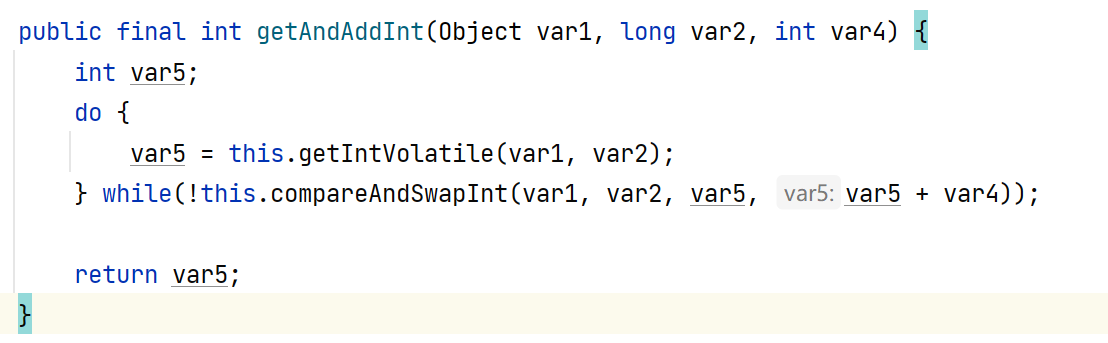 public final int getAndAddInt(Object var1, long var2, int var4) {
int var5;
do {
var5 = this.getIntVolatile(var1, var2);
} while(!this.compareAndSwapInt(var1, var2, var5, var5: var5 + var4));
return var5;
}